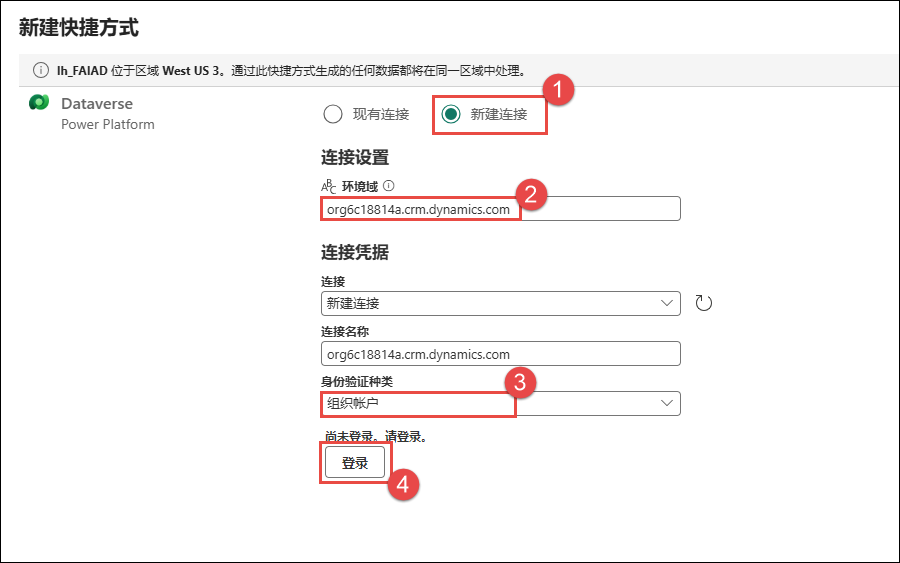 新建快捷方式
lh_FAIAD 位于区域 West US 3。通过此快捷方式生成的任何数据都将在同一区域中处理。
Dataverse
Power Platform
现有连接
新建连接
1
连接设置
ABC 环境域
org6c18814a.crm.dynamics.com
2
连接凭据
连接
新建连接
连接名称
org6c18814a.crm.dynamics.com
身份验证种类
3
组织帐户
尚未登录。请登录。
登录
4